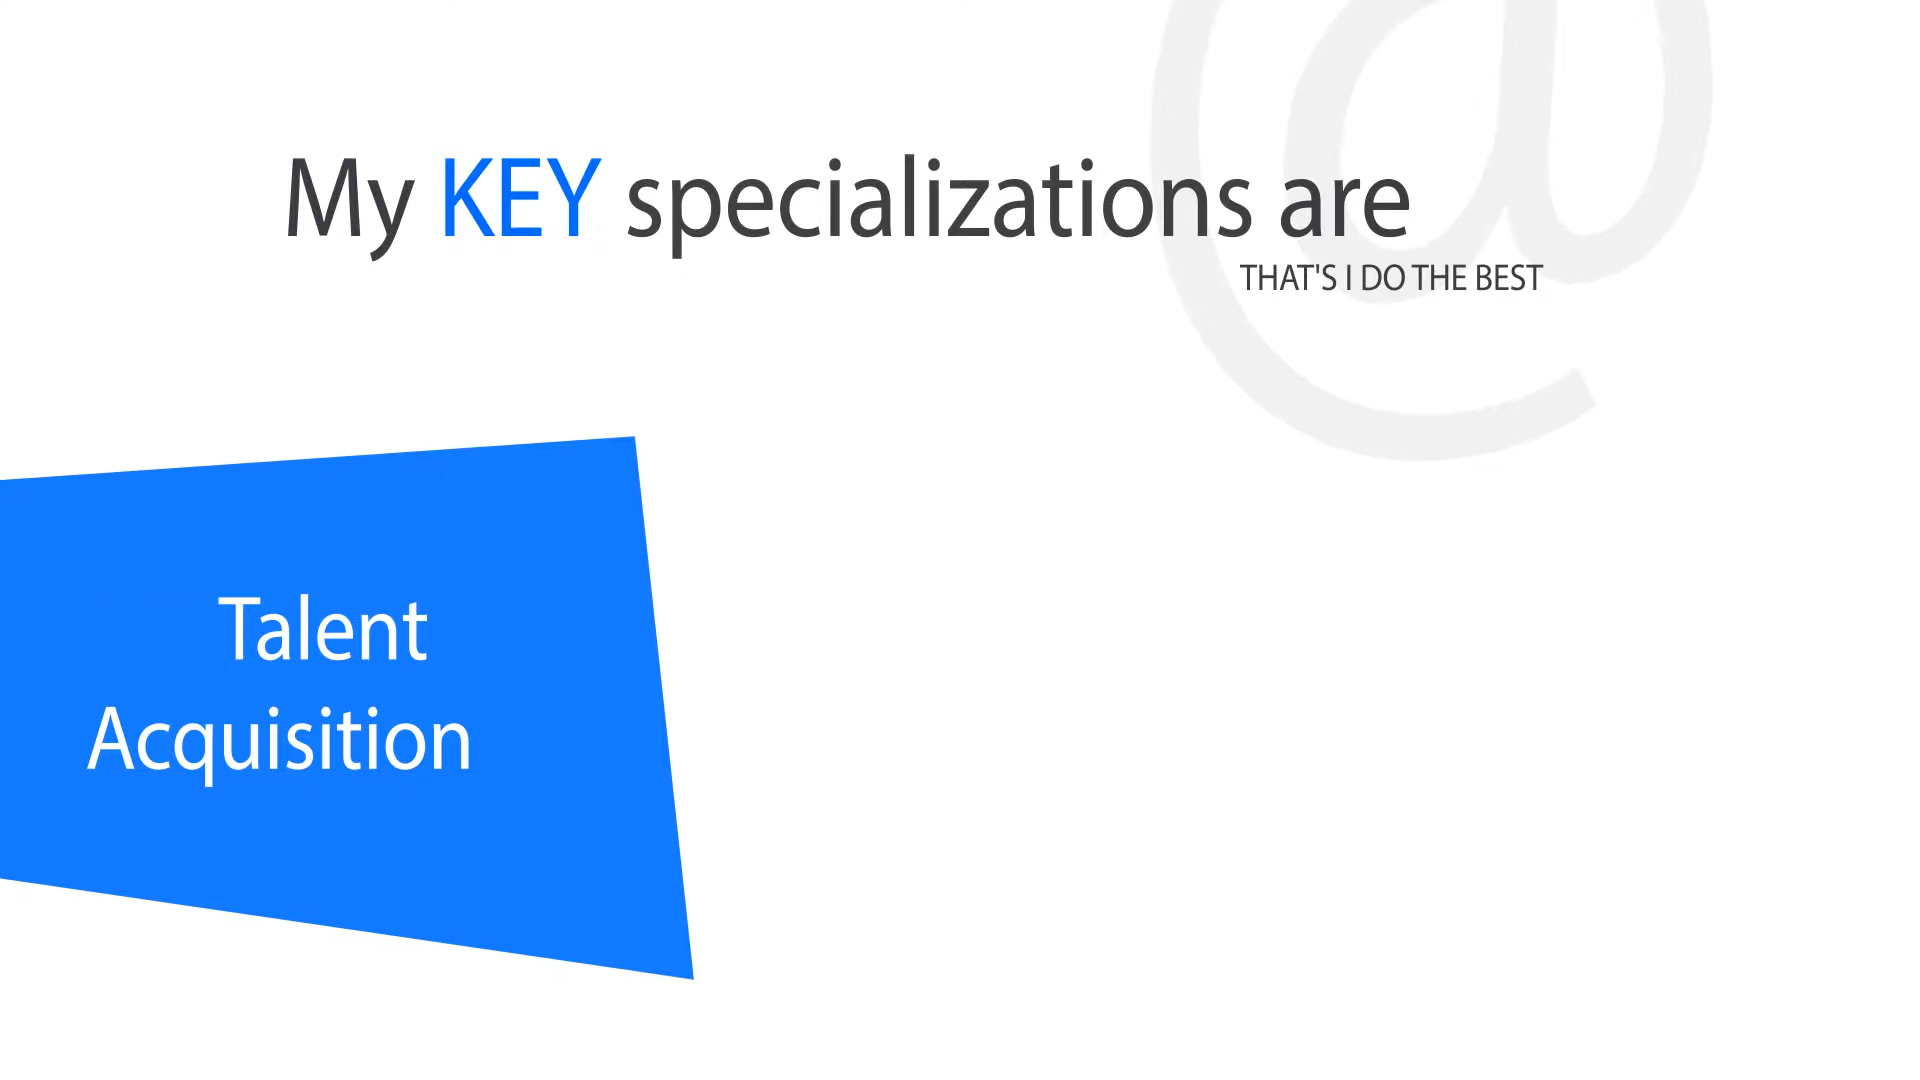 My KEY specializations are
THAT'S I DO THE BEST
Talent
Acquisition
@